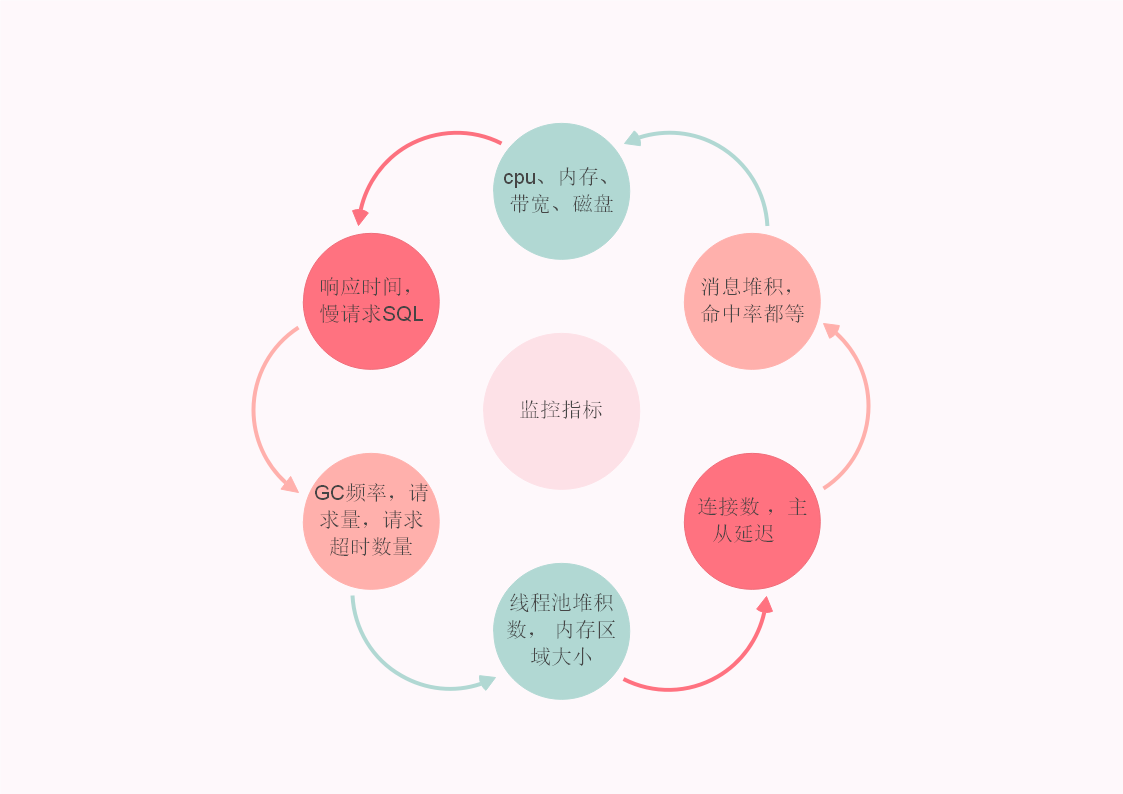 cpu、内存、
带宽、磁盘
响应时间，
慢请求SQL
消息堆积，
命中率都等
监控指标
GC频率，请
求量，请求
超时数量
连接数 ，主
从延迟
线程池堆积
数， 内存区
域大小